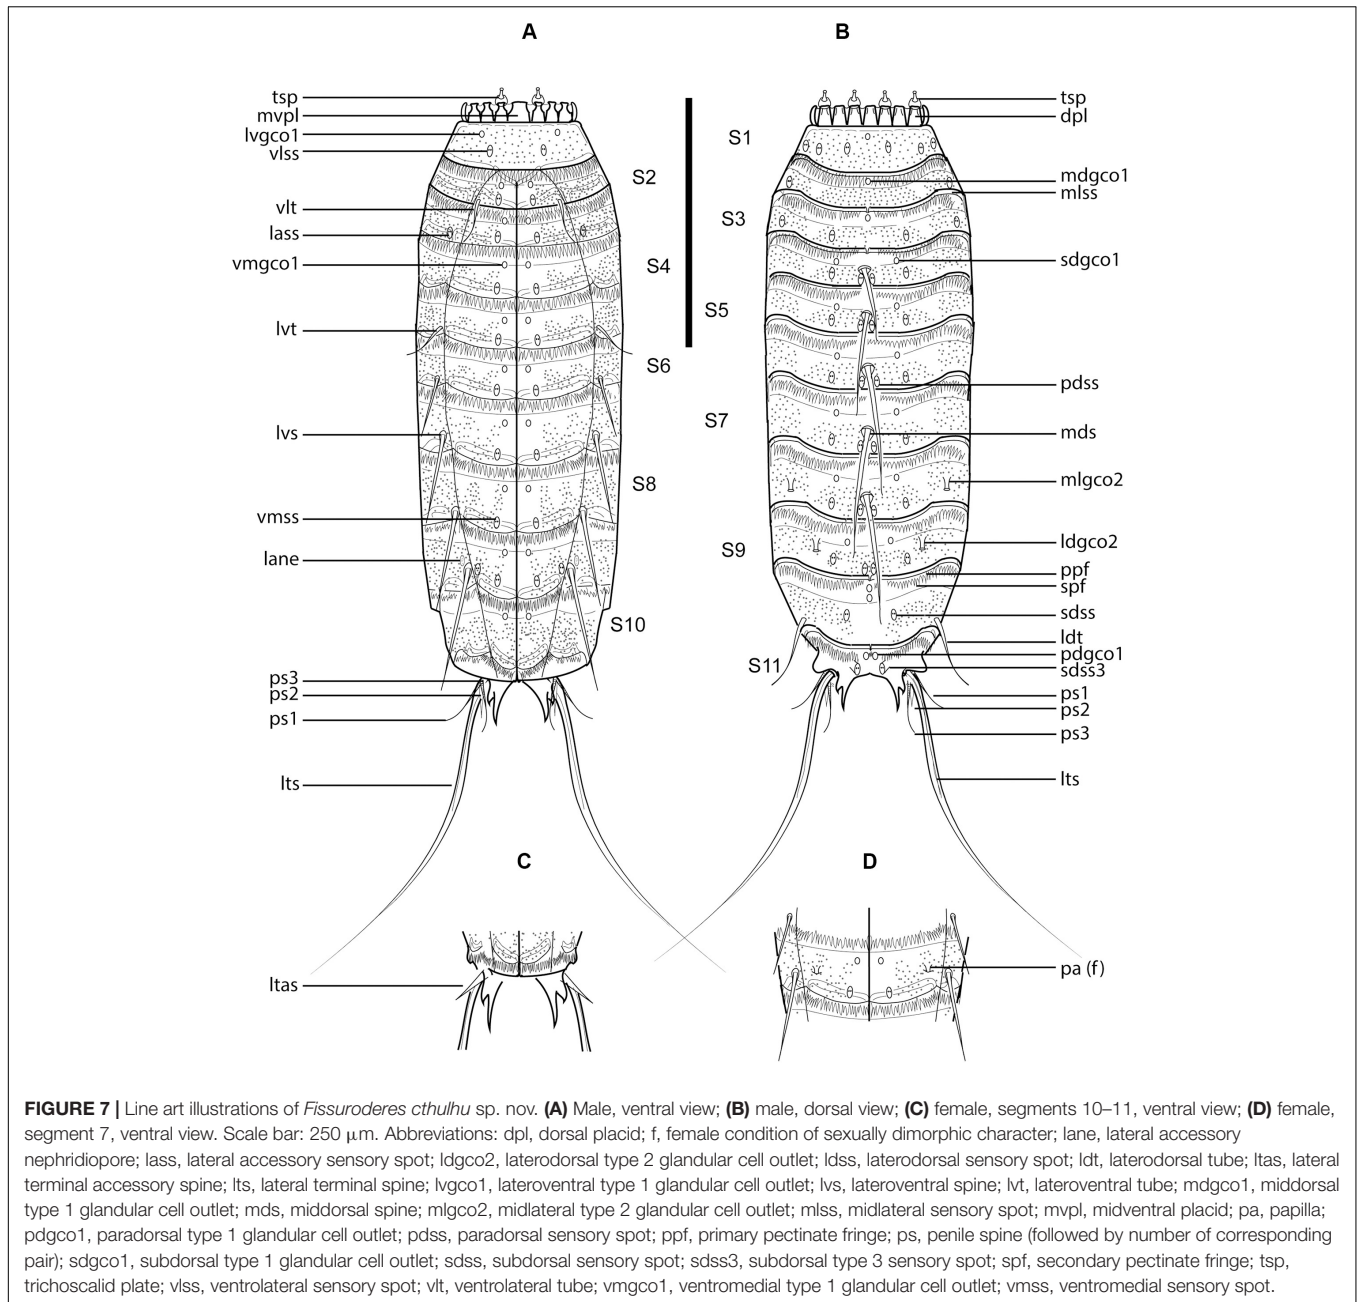 A
B
tsp
mvpl
lvgco1
vlss
vlt
lass
vmgco1
lvt
lvs
vmss
lane
ps3
ps2
ps1
lts
S2
S4
S6
S8
S10
S1
S3
S5
S7
S9
S11
tsp
dpl
mdgco1
mlss
sdgco1
pdss
mds
mlgco2
ldgco2
ppf
spf
sdss
ldt
pdgco1
sdss3
ps1
ps2
ps3
lts
C
D
ltas
pa (f)
FIGURE 7 | Line art illustrations of Fissuroderes cthulhu sp. nov. (A) Male, ventral view; (B) male, dorsal view; (C) female, segments 10–11, ventral view; (D) female,
segment 7, ventral view. Scale bar: 250 μm. Abbreviations: dpl, dorsal placid; f, female condition of sexually dimorphic character; lane, lateral accessory
nephridiopore; lass, lateral accessory sensory spot; ldgco2, laterodorsal type 2 glandular cell outlet; ldss, laterodorsal sensory spot; ldt, laterodorsal tube; ltas, lateral
terminal accessory spine; lts, lateral terminal spine; lvgco1, lateroventral type 1 glandular cell outlet; lvs, lateroventral spine; lvt, lateroventral tube; mdgco1, middorsal
type 1 glandular cell outlet; mds, middorsal spine; mlgco2, midlateral type 2 glandular cell outlet; mlss, midlateral sensory spot; mvpl, midventral placid; pa, papilla;
pdgco1, paradorsal type 1 glandular cell outlet; pdss, paradorsal sensory spot; ppf, primary pectinate fringe; ps, penile spine (followed by number of corresponding
pair); sdgco1, subdorsal type 1 glandular cell outlet; sdss, subdorsal sensory spot; sdss3, subdorsal type 3 sensory spot; spf, secondary pectinate fringe; tsp,
trichoscalid plate; vlss, ventrolateral sensory spot; vlt, ventrolateral tube; vmgco1, ventromedial type 1 glandular cell outlet; vmss, ventromedial sensory spot.